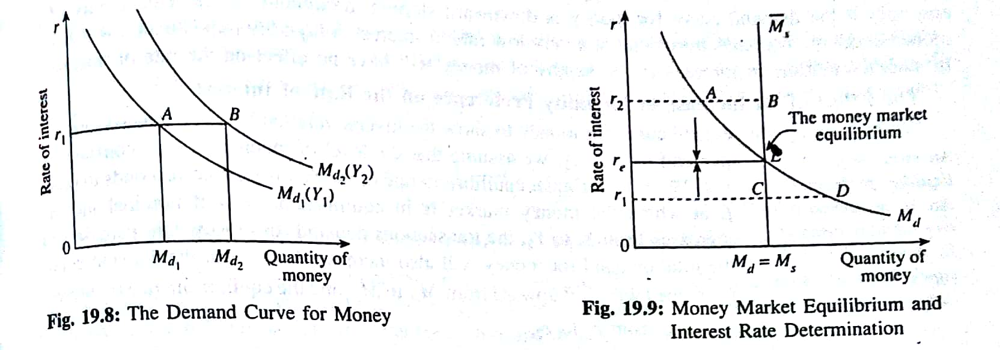 r
Rate of interest
r1
A
B
Md2(Y2)
Md1(Y1)
0
Md1
Md2
Quantity of
money
Fig. 19.8: The Demand Curve for Money
r
M̅s
Rate of interest
r2
A
B
The money market
equilibrium
re
E
r1
C
D
Md
0
Md = Ms
Quantity of
money
Fig. 19.9: Money Market Equilibrium and
Interest Rate Determination